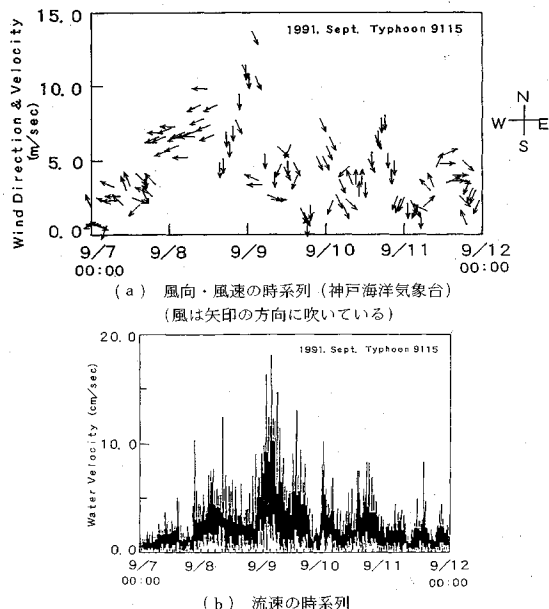 15.0
1991. Sept. Typhoon 9115
10.0
5.0
0.0
Wind Direction & Velocity
(m/sec)
N
W E
S
9/7 9/8 9/9 9/10 9/11 9/12
00:00 00:00
(a) 風向・風速の時系列(神戸海洋気象台)
(風は矢印の方向に吹いている)
20.0
1991. Sept. Typhoon 9115
10.0
0.0
Water Velocity (cm/sec)
9/7 9/8 9/9 9/10 9/11 9/12
00:00 00:00
(b) 流速の時系列